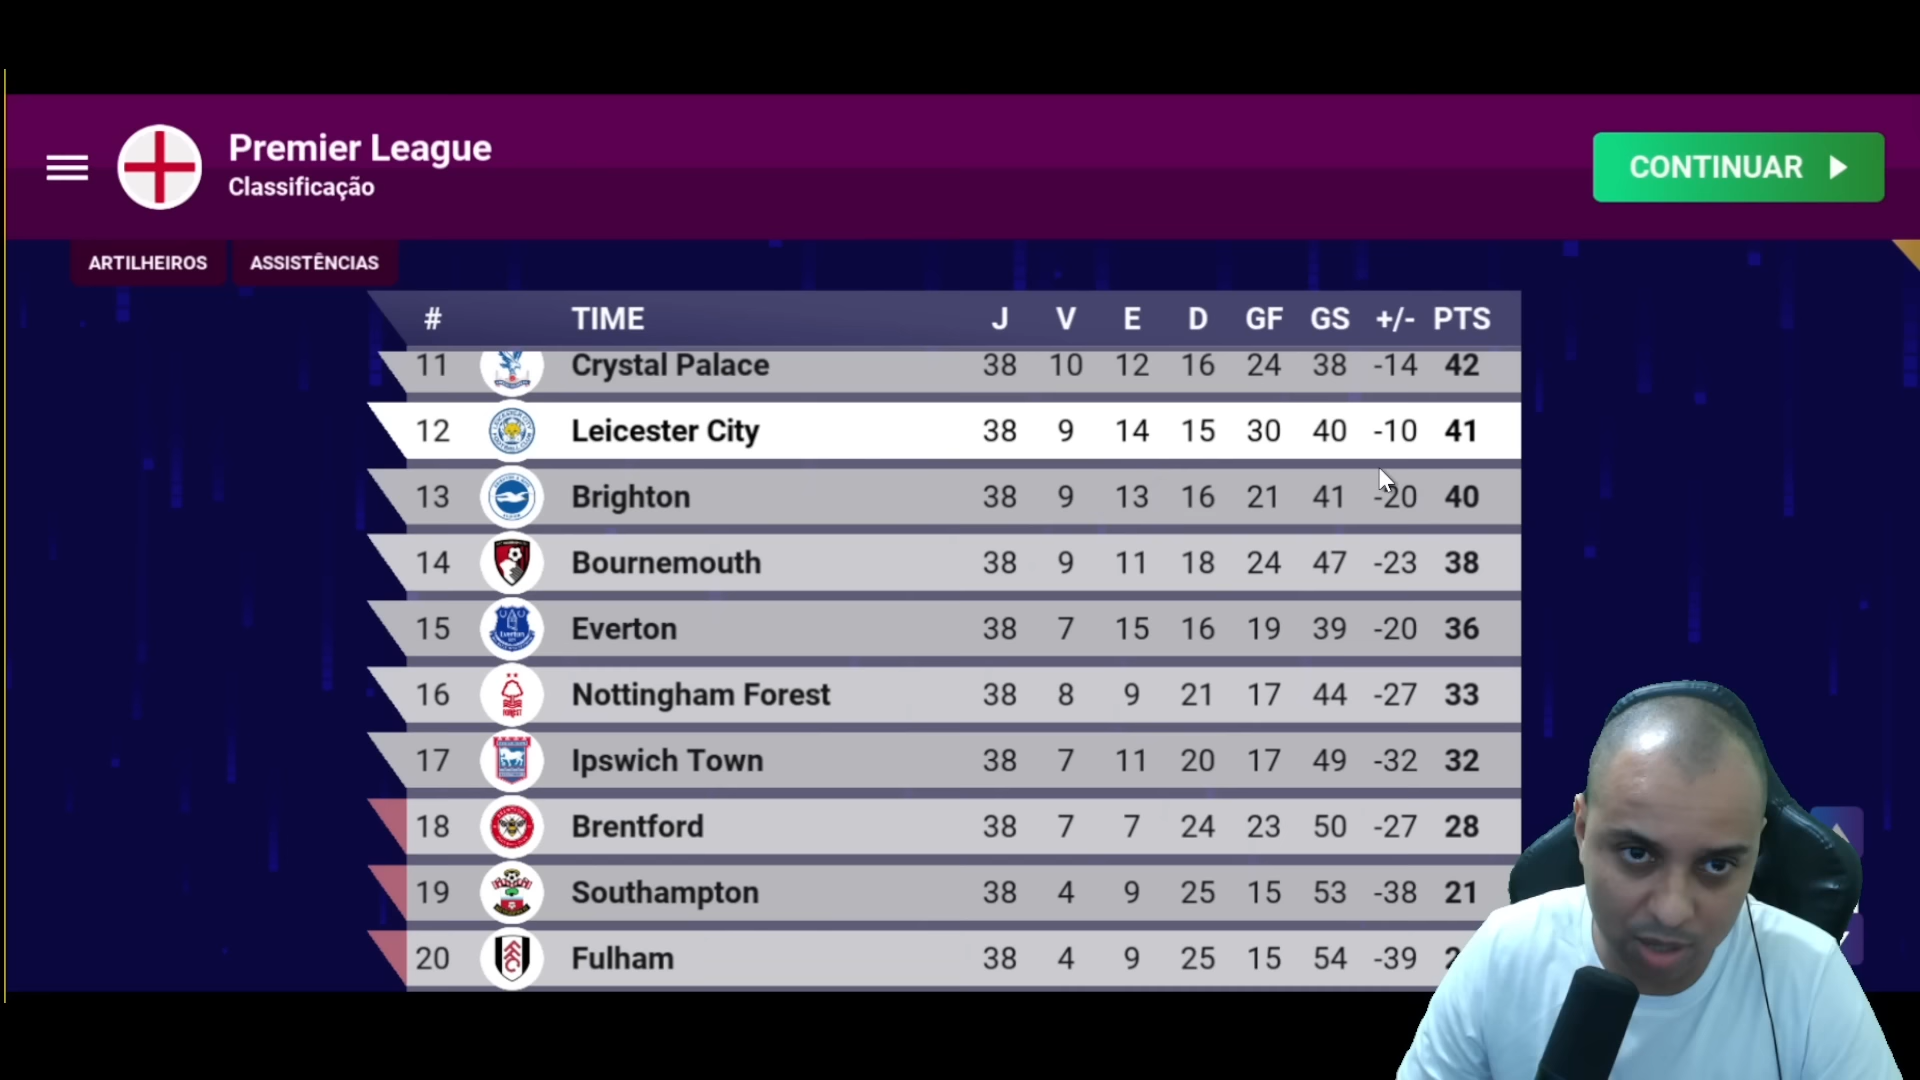 Premier League
Classificação
CONTINUAR
ARTILHEIROS ASSISTÊNCIAS
# TIME J V E D GF GS +/- PTS
11 Crystal Palace 38 10 12 16 24 38 -14 42
12 Leicester City 38 9 14 15 30 40 -10 41
13 Brighton 38 9 13 16 21 41 -20 40
14 Bournemouth 38 9 11 18 24 47 -23 38
15 Everton 38 7 15 16 19 39 -20 36
16 Nottingham Forest 38 8 9 21 17 44 -27 33
17 Ipswich Town 38 7 11 20 17 49 -32 32
18 Brentford 38 7 7 24 23 50 -27 28
19 Southampton 38 4 9 25 15 53 -38 21
20 Fulham 38 4 9 25 15 54 -39